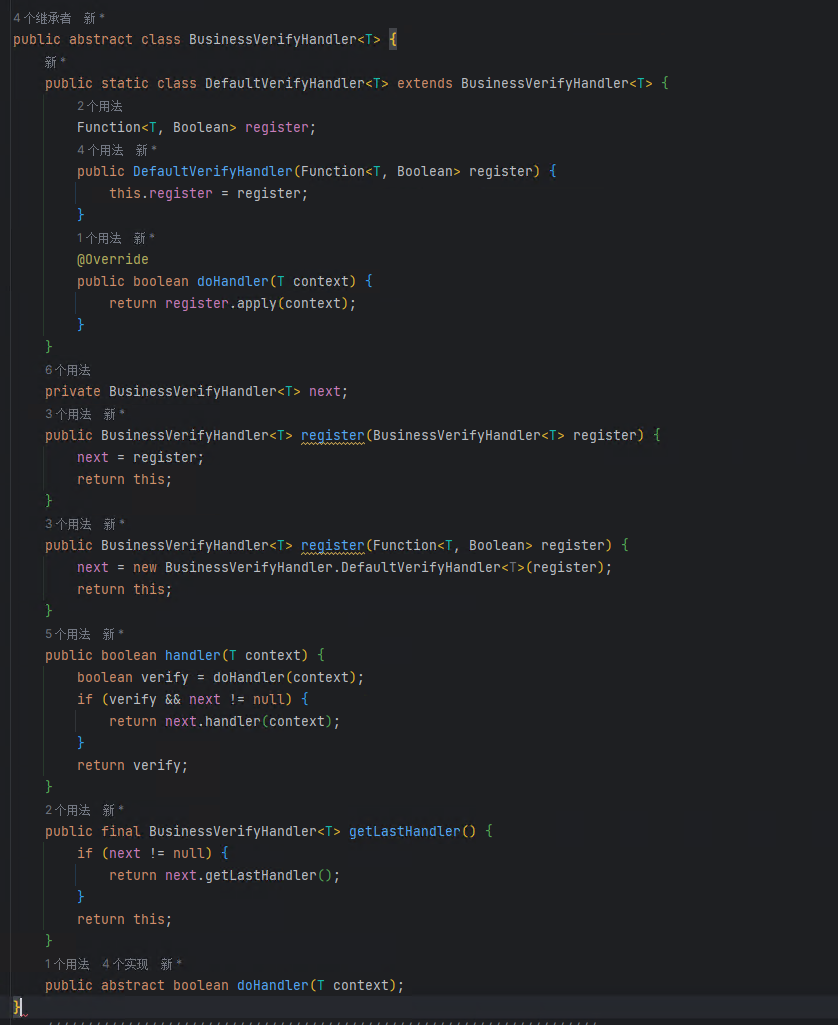 4个继承者 新 *
public abstract class BusinessVerifyHandler<T> {
新 *
public static class DefaultVerifyHandler<T> extends BusinessVerifyHandler<T> {
2个用法
Function<T, Boolean> register;
4个用法 新 *
public DefaultVerifyHandler(Function<T, Boolean> register) {
this.register = register;
}
1个用法 新 *
@Override
public boolean doHandler(T context) {
return register.apply(context);
}
}
6个用法
private BusinessVerifyHandler<T> next;
3个用法 新 *
public BusinessVerifyHandler<T> register(BusinessVerifyHandler<T> register) {
next = register;
return this;
}
3个用法 新 *
public BusinessVerifyHandler<T> register(Function<T, Boolean> register) {
next = new BusinessVerifyHandler.DefaultVerifyHandler<T>(register);
return this;
}
5个用法 新 *
public boolean handler(T context) {
boolean verify = doHandler(context);
if (verify && next != null) {
return next.handler(context);
}
return verify;
}
2个用法 新 *
public final BusinessVerifyHandler<T> getLastHandler() {
if (next != null) {
return next.getLastHandler();
}
return this;
}
1个用法 4个实现 新 *
public abstract boolean doHandler(T context);
}